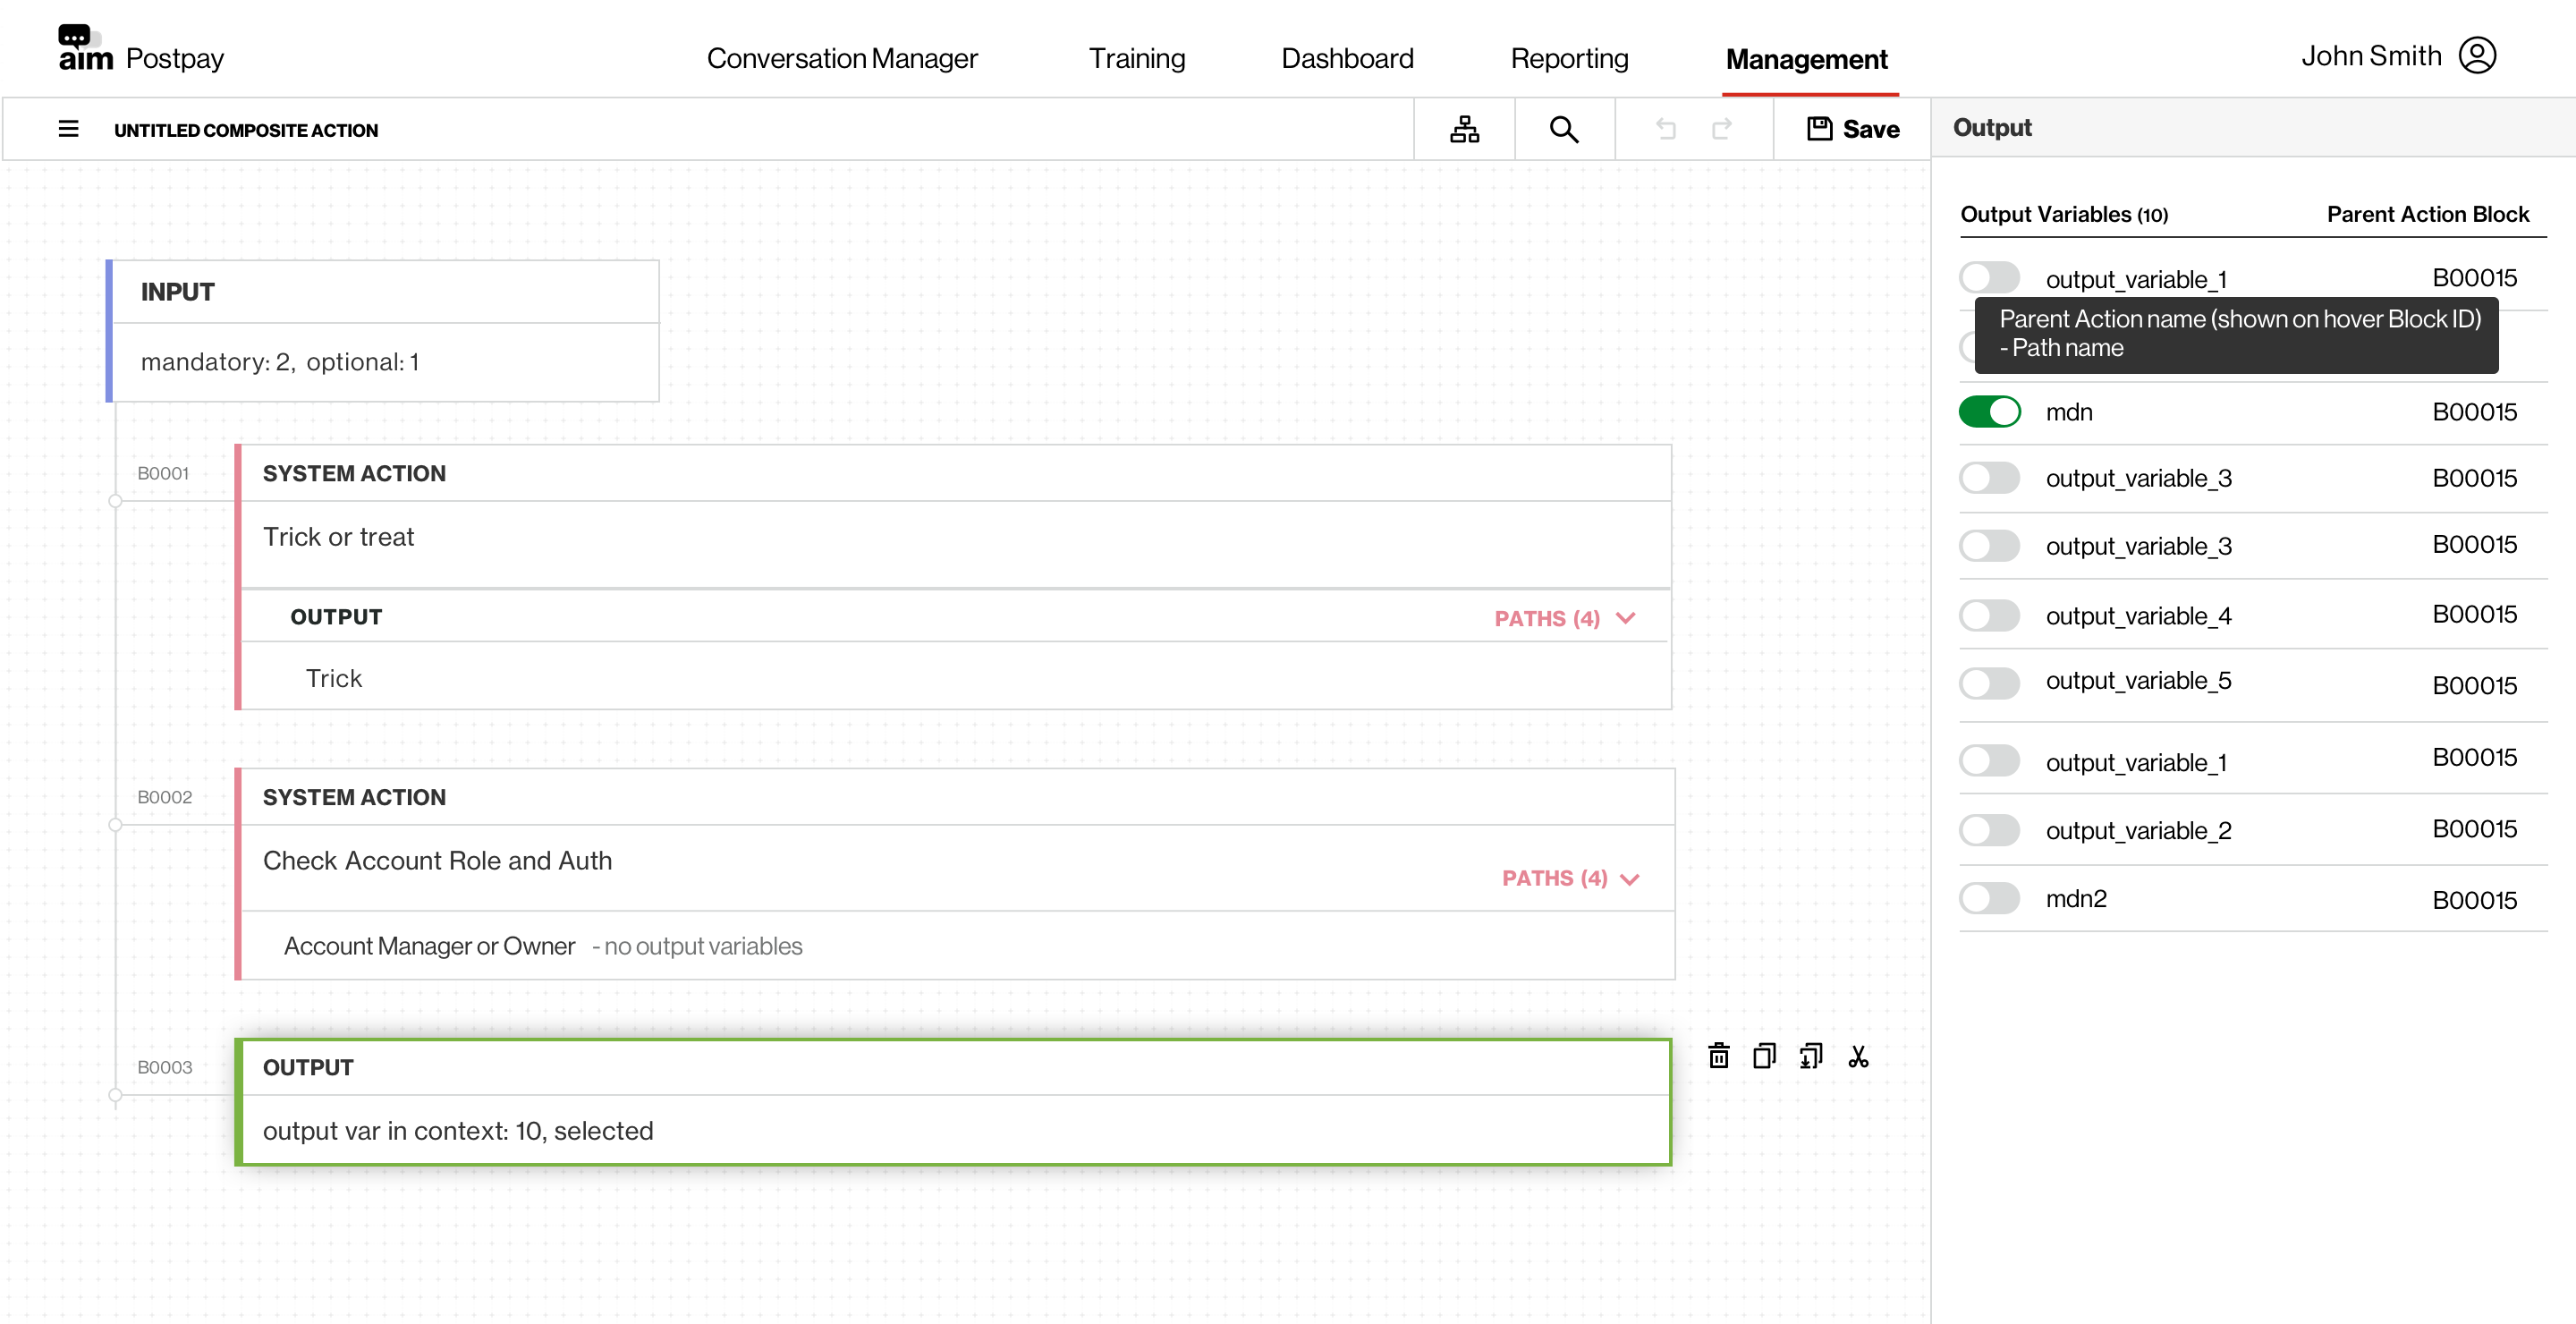 aim Postpay
Conversation Manager
Training
Dashboard
Reporting
Management
John Smith
UNTITLED COMPOSITE ACTION
Save
INPUT
mandatory: 2, optional: 1
B0001
SYSTEM ACTION
Trick or treat
OUTPUT
PATHS (4)
Trick
B0002
SYSTEM ACTION
Check Account Role and Auth
PATHS (4)
Account Manager or Owner - no output variables
B0003
OUTPUT
output var in context: 10, selected
Output
Output Variables (10) Parent Action Block
output_variable_1 B00015
Parent Action name (shown on hover Block ID)
- Path name
mdn B00015
output_variable_3 B00015
output_variable_3 B00015
output_variable_4 B00015
output_variable_5 B00015
output_variable_1 B00015
output_variable_2 B00015
mdn2 B00015